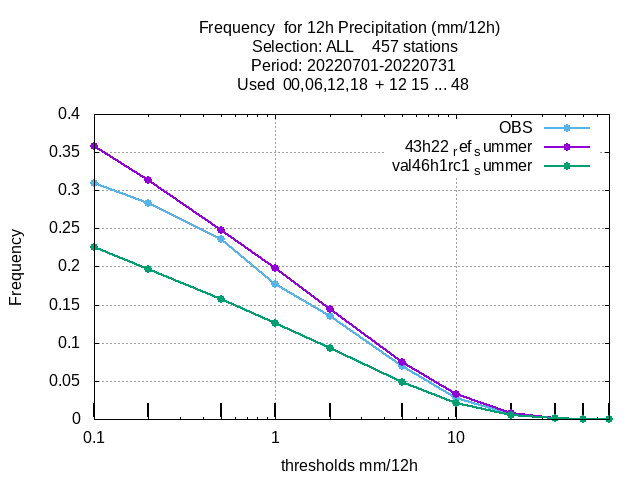 Frequency  for 12h Precipitation (mm/12h)
Selection: ALL    457 stations
Period: 20220701-20220731
Used  00,06,12,18  + 12 15 ... 48
0.4
0.35
0.3
0.25
0.2
0.15
0.1
0.05
0
Frequency
OBS
43h22 ref summer
val46h1rc1 summer
0.1
1
10
thresholds mm/12h